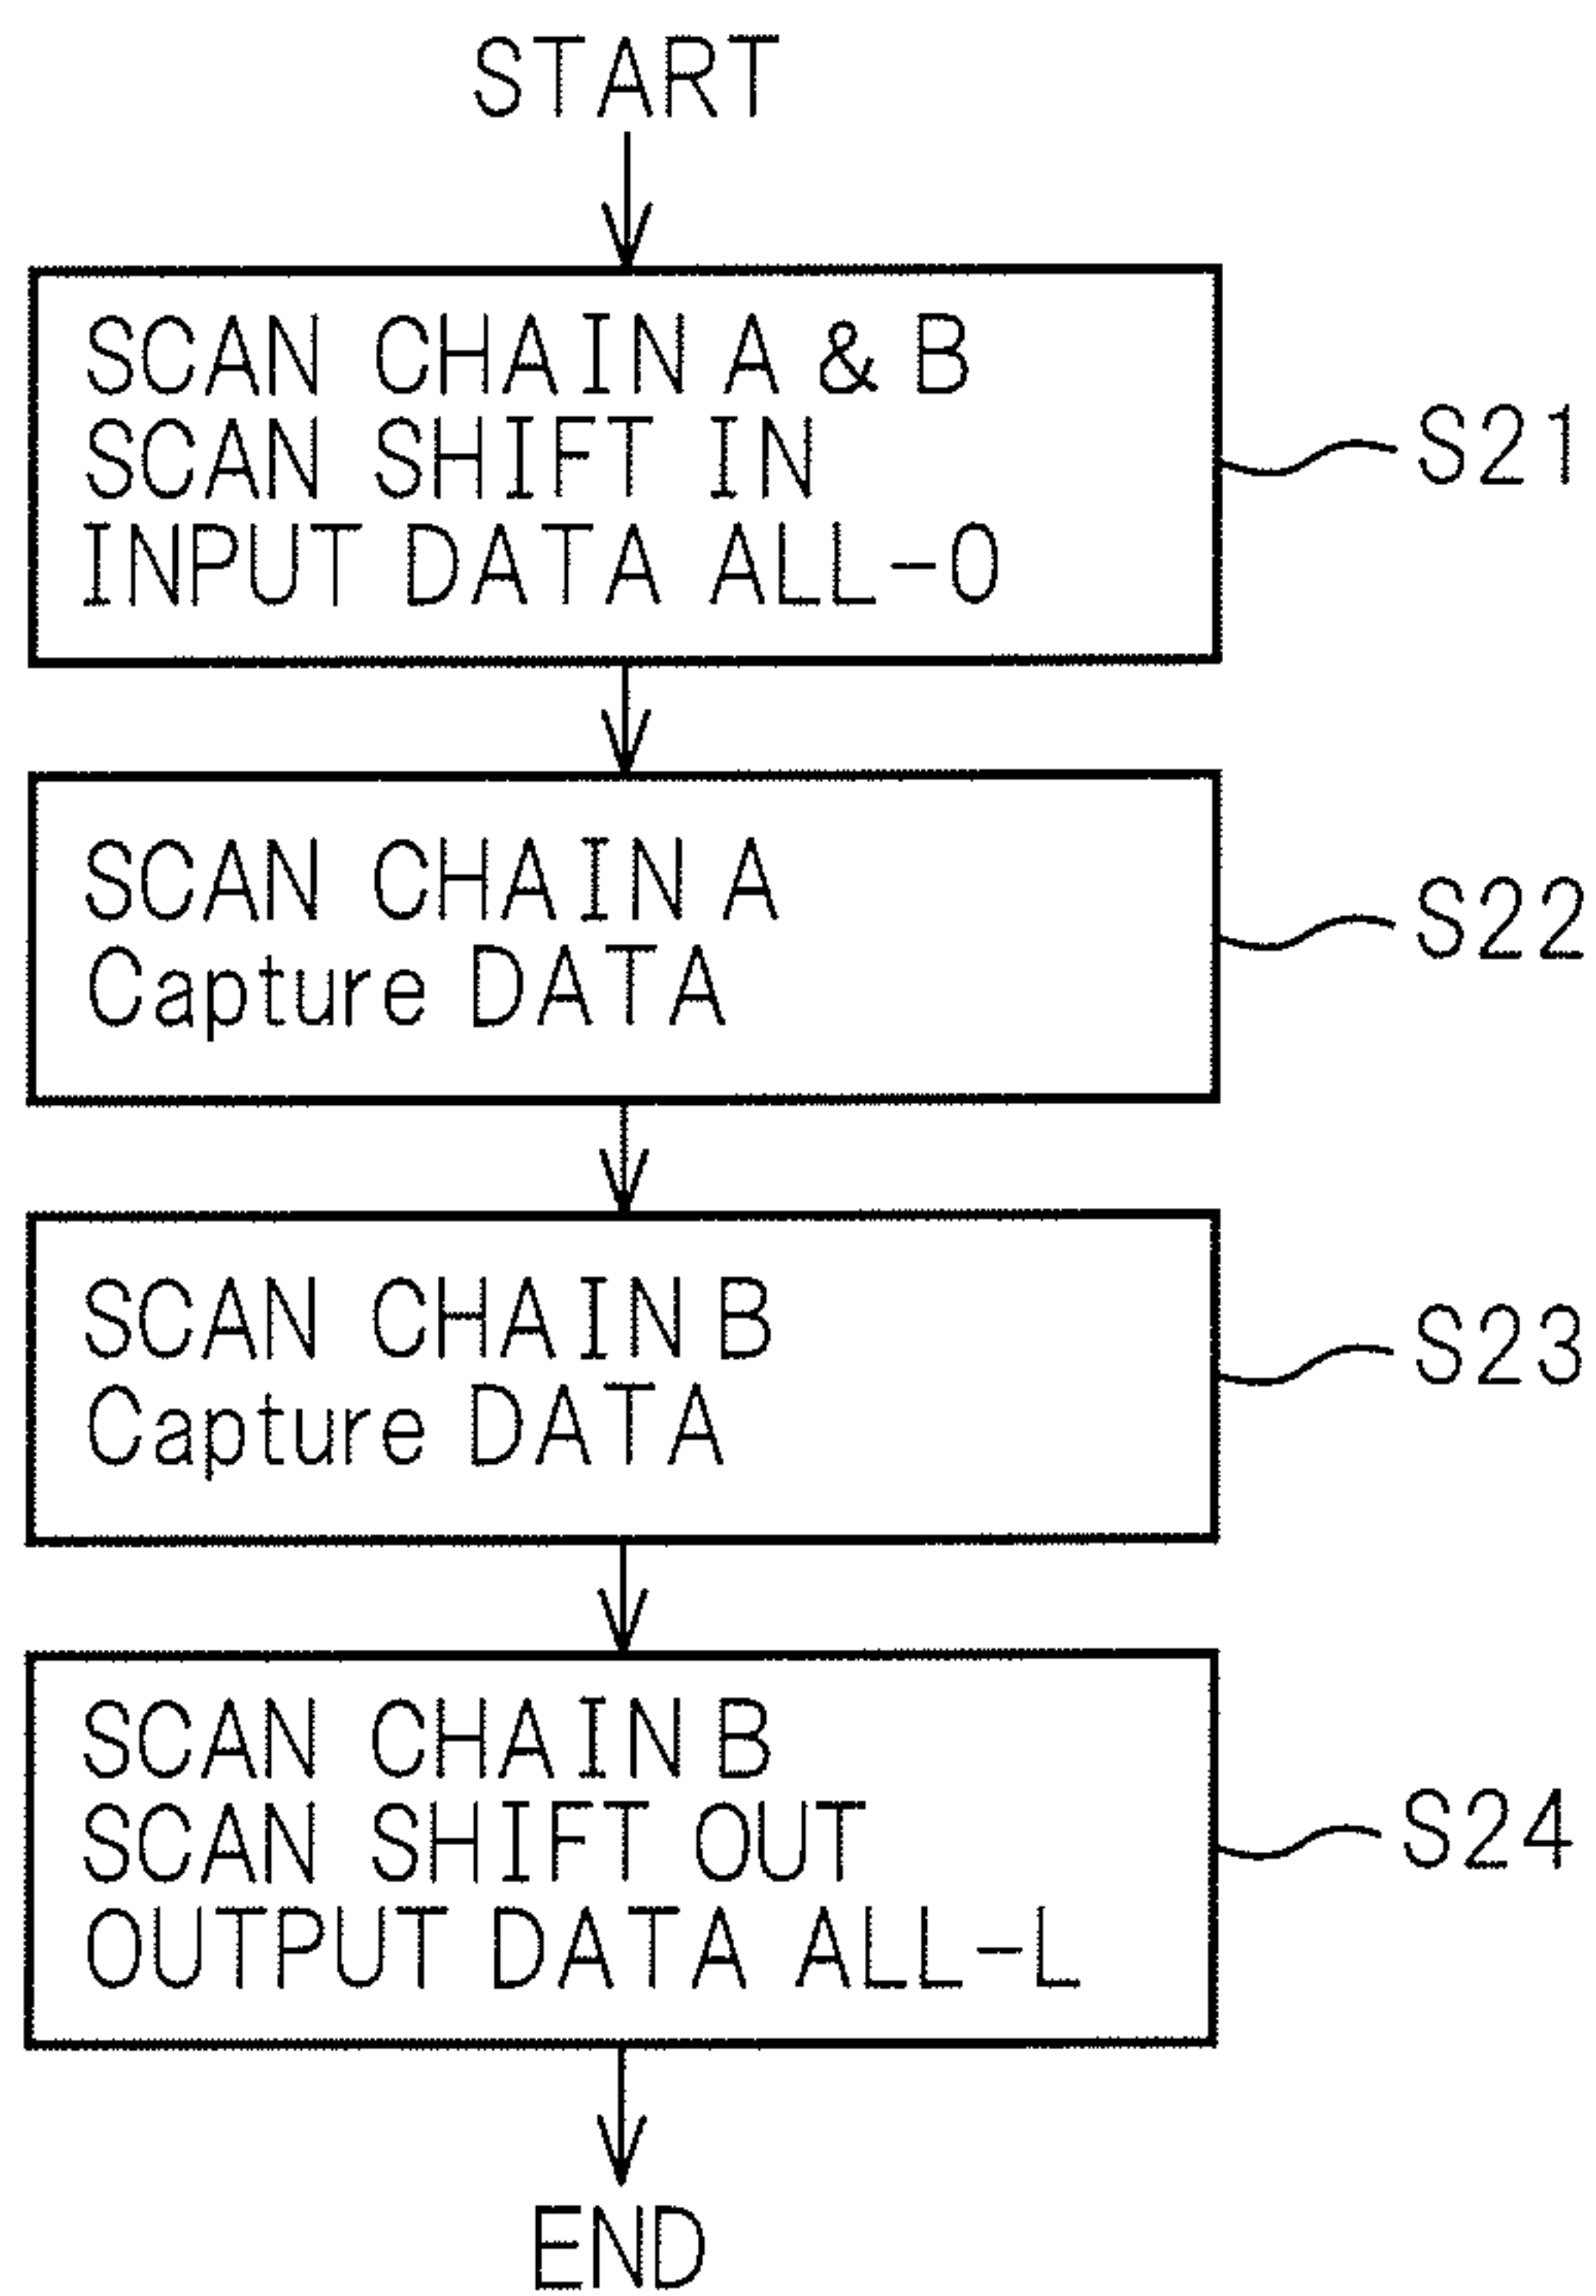 START
SCAN CHAIN A & B
SCAN SHIFT IN
INPUT DATA ALL-0
S21
SCAN CHAIN A
Capture DATA
S22
SCAN CHAIN B
Capture DATA
S23
SCAN CHAIN B
SCAN SHIFT OUT
OUTPUT DATA ALL-L
S24
END